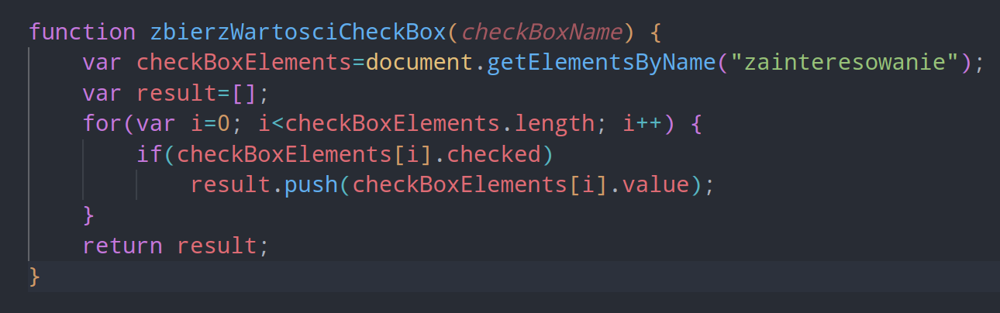 function zbierzWartosciCheckBox(checkBoxName) {
    var checkBoxElements=document.getElementsByName("zainteresowanie");
    var result=[];
    for(var i=0; i<checkBoxElements.length; i++) {
        if(checkBoxElements[i].checked)
            result.push(checkBoxElements[i].value);
    }
    return result;
}